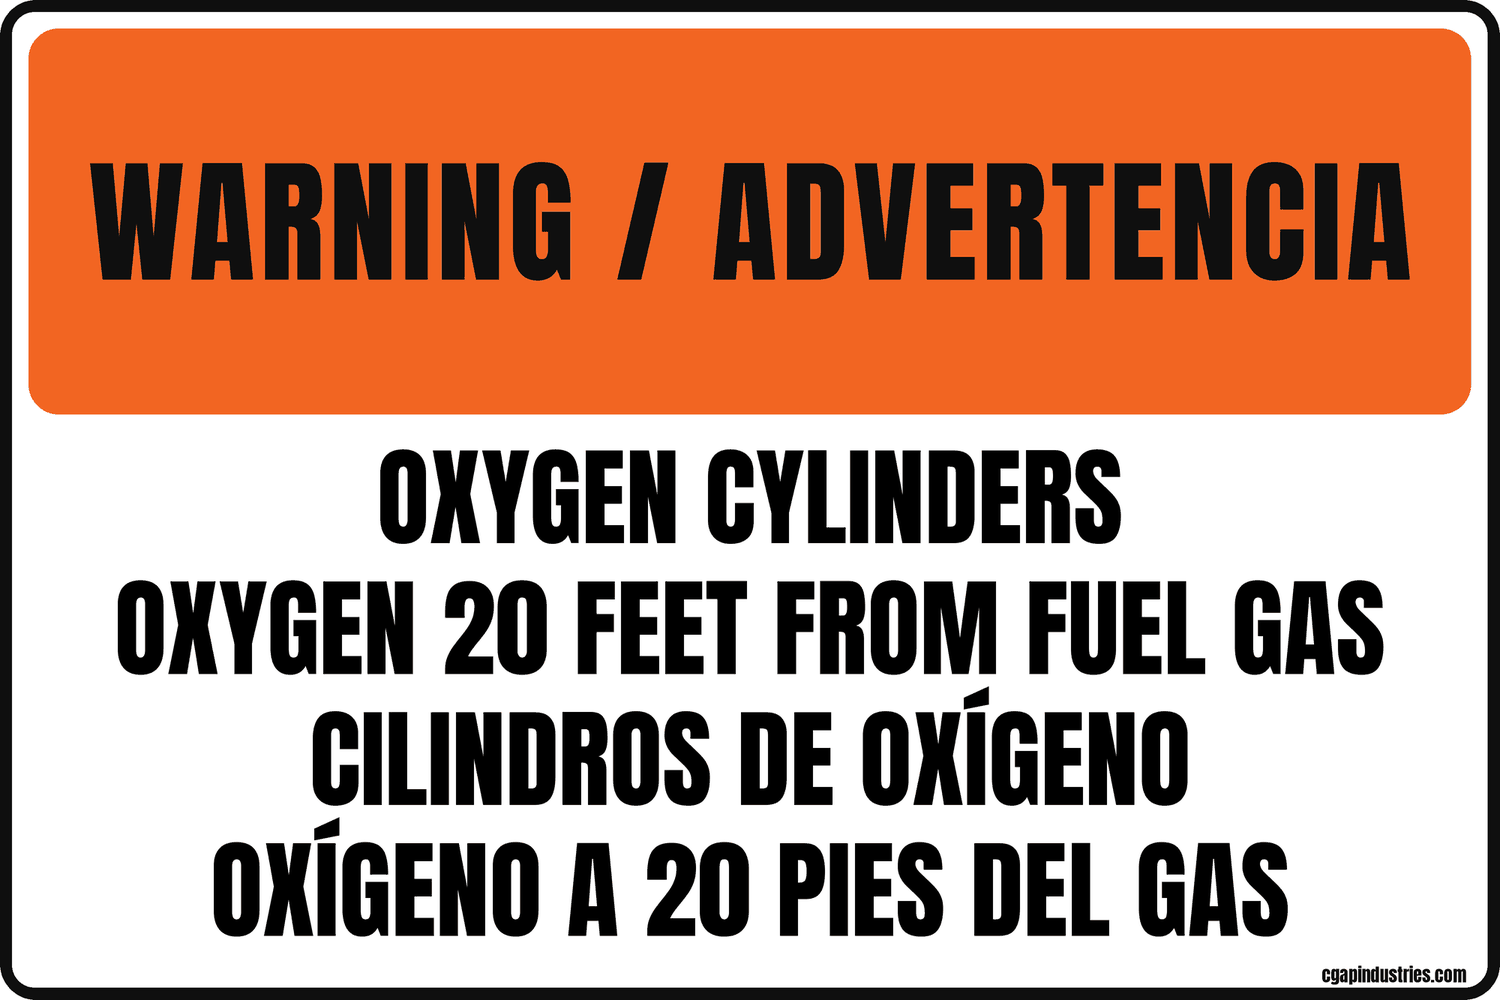 WARNING / ADVERTENCIA
OXYGEN CYLINDERS
OXYGEN 20 FEET FROM FUEL GAS
CILINDROS DE OXÍGENO
OXÍGENO A 20 PIES DEL GAS
cgapindustries.com